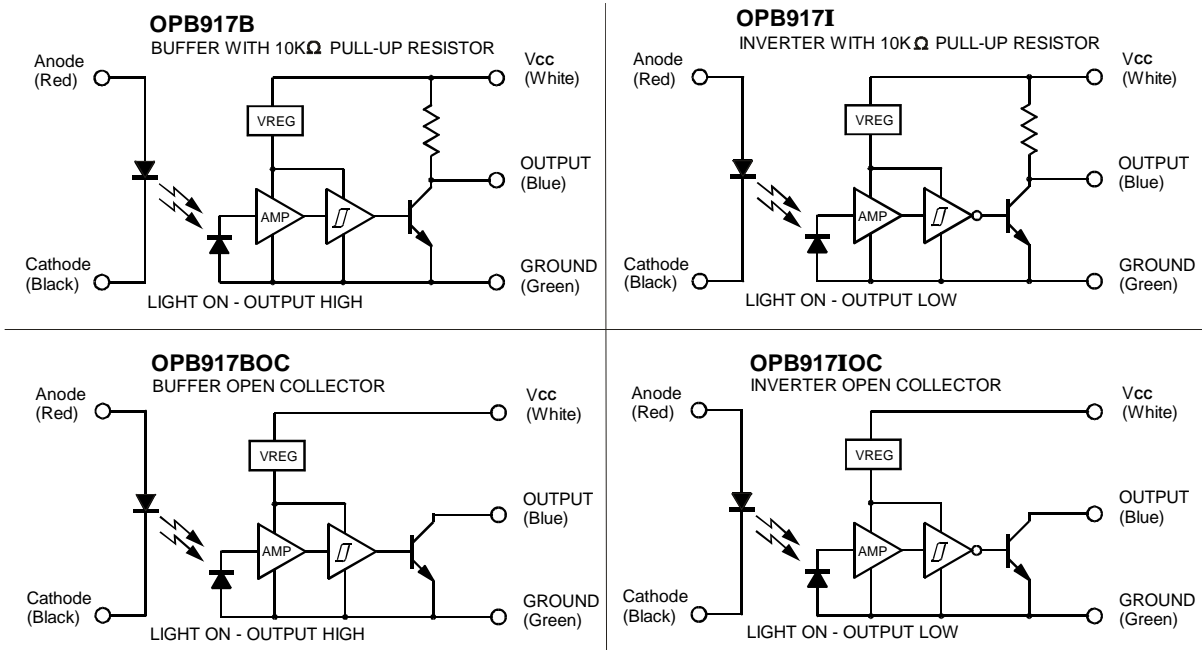 OPB917B
BUFFER WITH 10KΩ PULL-UP RESISTOR
Anode
(Red)
Vcc
(White)
VREG
OUTPUT
(Blue)
AMP
Cathode
(Black)
GROUND
(Green)
LIGHT ON - OUTPUT HIGH
OPB917I
INVERTER WITH 10KΩ PULL-UP RESISTOR
Anode
(Red)
Vcc
(White)
VREG
OUTPUT
(Blue)
AMP
Cathode
(Black)
GROUND
(Green)
LIGHT ON - OUTPUT LOW
OPB917BOC
BUFFER OPEN COLLECTOR
Anode
(Red)
Vcc
(White)
VREG
OUTPUT
(Blue)
AMP
Cathode
(Black)
GROUND
(Green)
LIGHT ON - OUTPUT HIGH
OPB917IOC
INVERTER OPEN COLLECTOR
Anode
(Red)
Vcc
(White)
VREG
OUTPUT
(Blue)
AMP
Cathode
(Black)
GROUND
(Green)
LIGHT ON - OUTPUT LOW